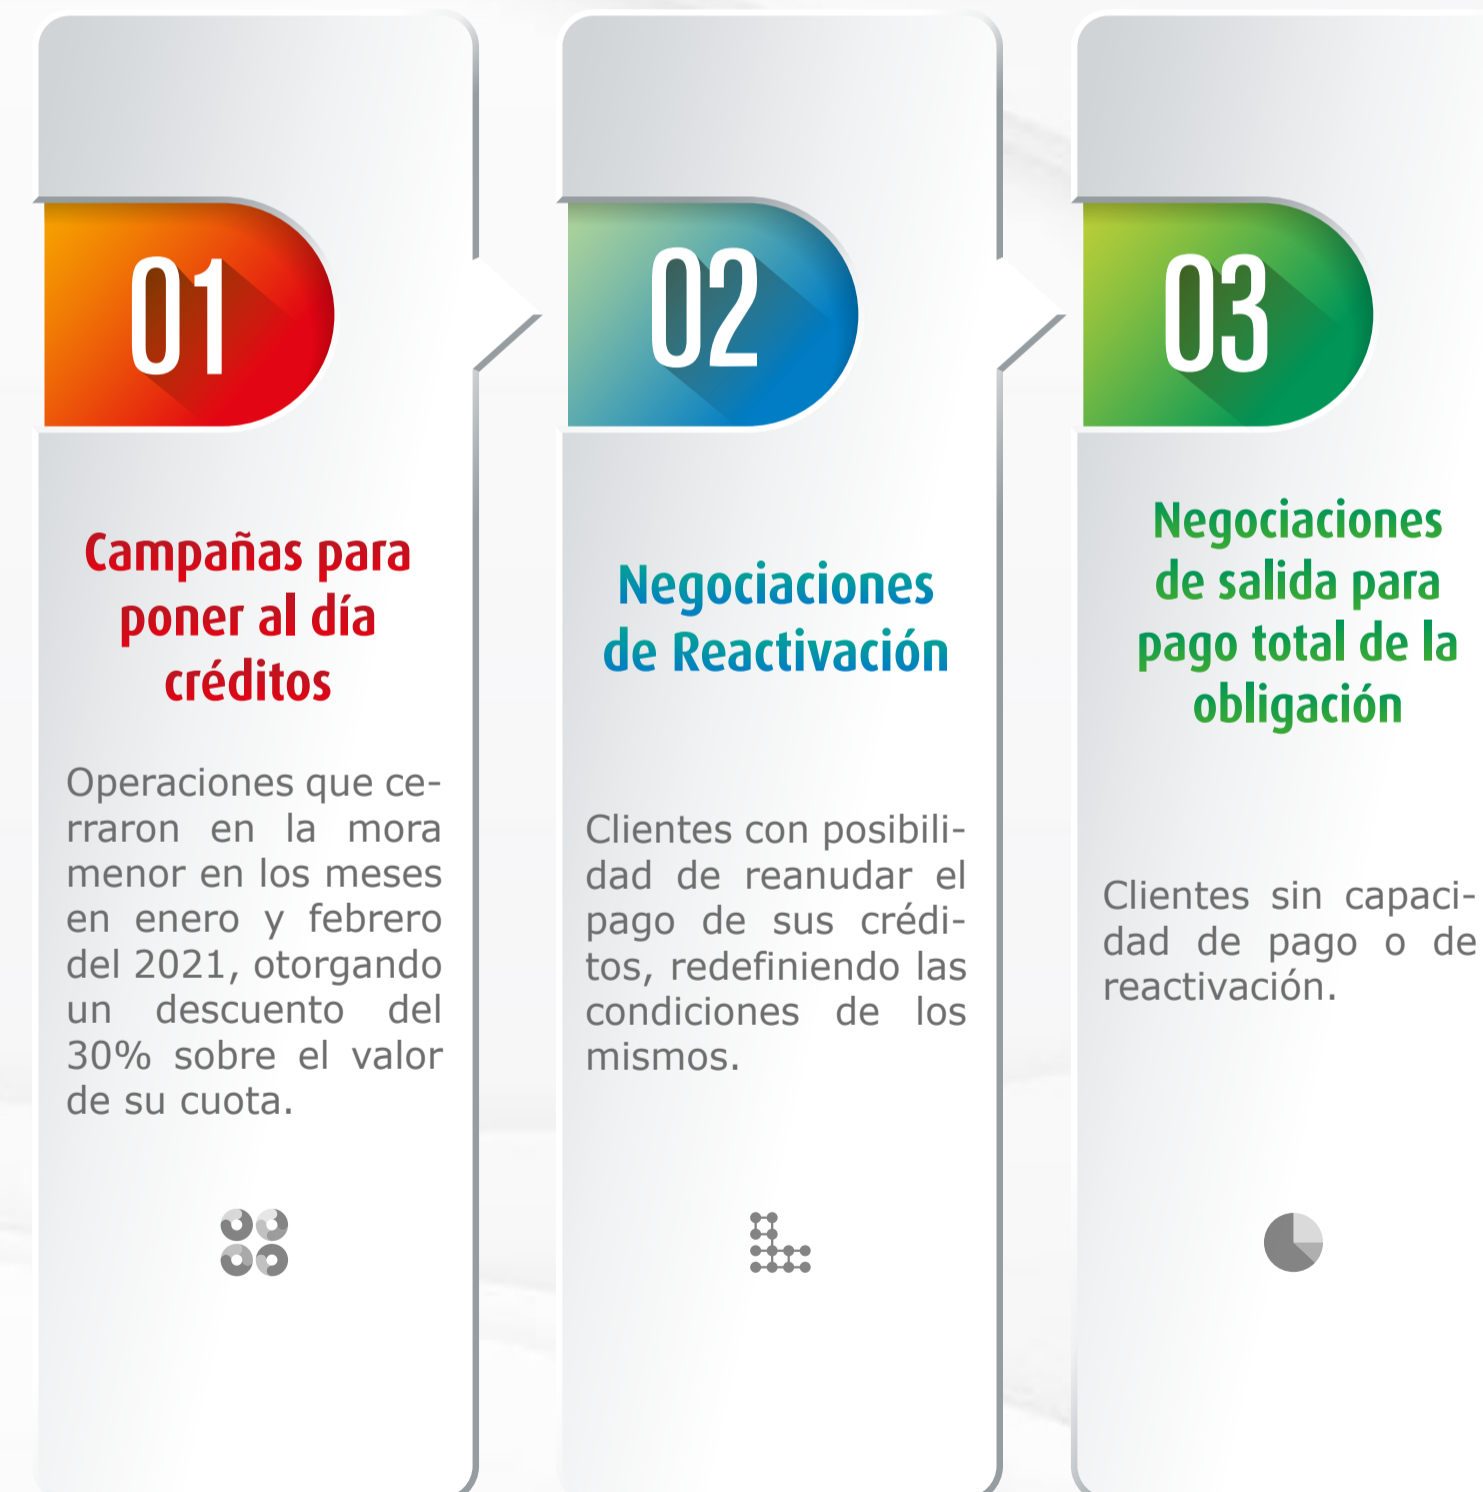 01
Campañas para
poner al día
créditos
Operaciones que ce-
rraron en la mora
menor en los meses
en enero y febrero
del 2021, otorgando
un descuento del
30% sobre el valor
de su cuota.
02
Negociaciones
de Reactivación
Clientes con posibili-
dad de reanudar el
pago de sus crédi-
tos, redefiniendo las
condiciones de los
mismos.
03
Negociaciones
de salida para
pago total de la
obligación
Clientes sin capaci-
dad de pago o de
reactivación.